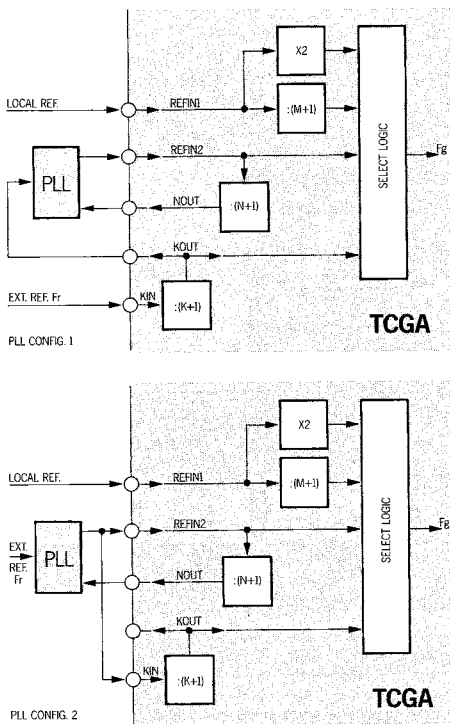 X2
LOCAL REF.
REFIN1
:(M+1)
PLL
REFIN2
SELECT LOGIC
Fg
NOUT
:(N+1)
KOUT
EXT. REF. Fr
KIN
:(K+1)
TCGA
PLL CONFIG. 1
X2
LOCAL REF.
REFIN1
:(M+1)
EXT.
REF.
Fr
PLL
REFIN2
SELECT LOGIC
Fg
NOUT
:(N+1)
KOUT
KIN
:(K+1)
TCGA
PLL CONFIG. 2